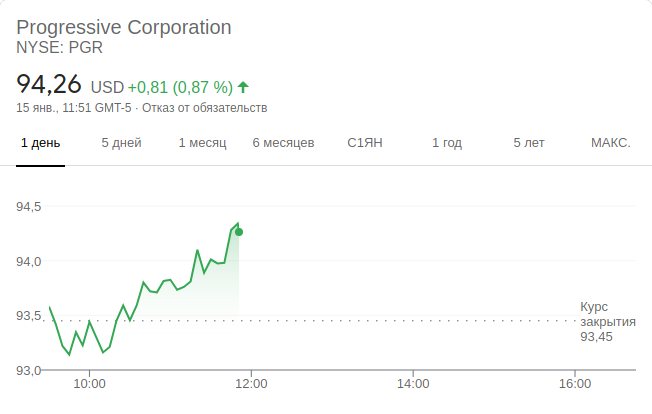 Progressive Corporation
NYSE: PGR
94,26 USD +0,81 (0,87 %)
15 янв., 11:51 GMT-5 · Отказ от обязательств
1 день 5 дней 1 месяц 6 месяцев С1ЯН 1 год 5 лет МАКС.
94,5
94,0
93,5
Курс
закрытия
93,45
93,0
10:00 12:00 14:00 16:00